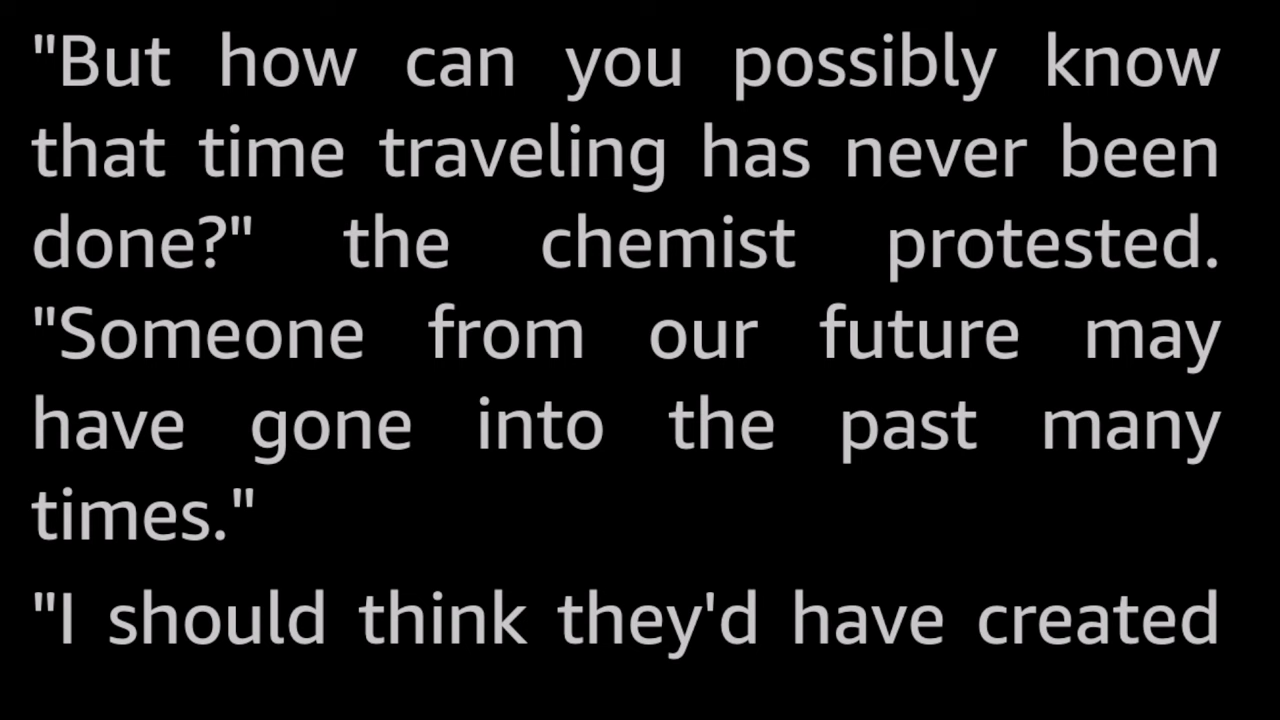 "But how can you possibly know
that time traveling has never been
done?" the chemist protested.
"Someone from our future may
have gone into the past many
times."
"I should think they'd have created